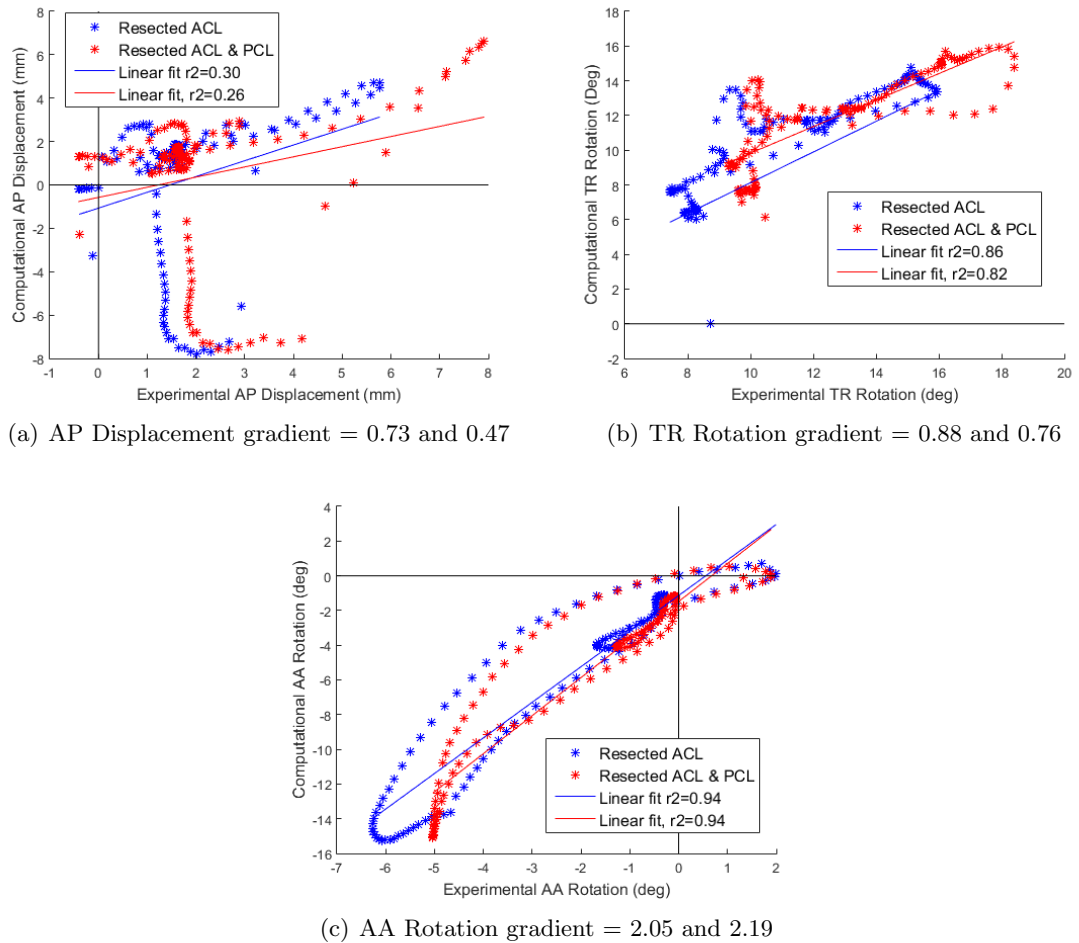 Resected ACL
Resected ACL & PCL
Linear fit r2=0.30
Linear fit, r2=0.26
8
6
4
2
0
-2
-4
-6
-8
Computational AP Displacement (mm)
-1 0 1 2 3 4 5 6 7 8
Experimental AP Displacement (mm)
(a) AP Displacement gradient = 0.73 and 0.47
18
16
14
12
10
8
6
4
2
0
-2
Computational TR Rotation (Deg)
Resected ACL
Resected ACL & PCL
Linear fit r2=0.86
Linear fit, r2=0.82
6 8 10 12 14 16 18 20
Experimental TR Rotation (deg)
(b) TR Rotation gradient = 0.88 and 0.76
4
2
0
-2
-4
-6
-8
-10
-12
-14
-16
Computational AA Rotation (deg)
Resected ACL
Resected ACL & PCL
Linear fit r2=0.94
Linear fit, r2=0.94
-7 -6 -5 -4 -3 -2 -1 0 1 2
Experimental AA Rotation (deg)
(c) AA Rotation gradient = 2.05 and 2.19